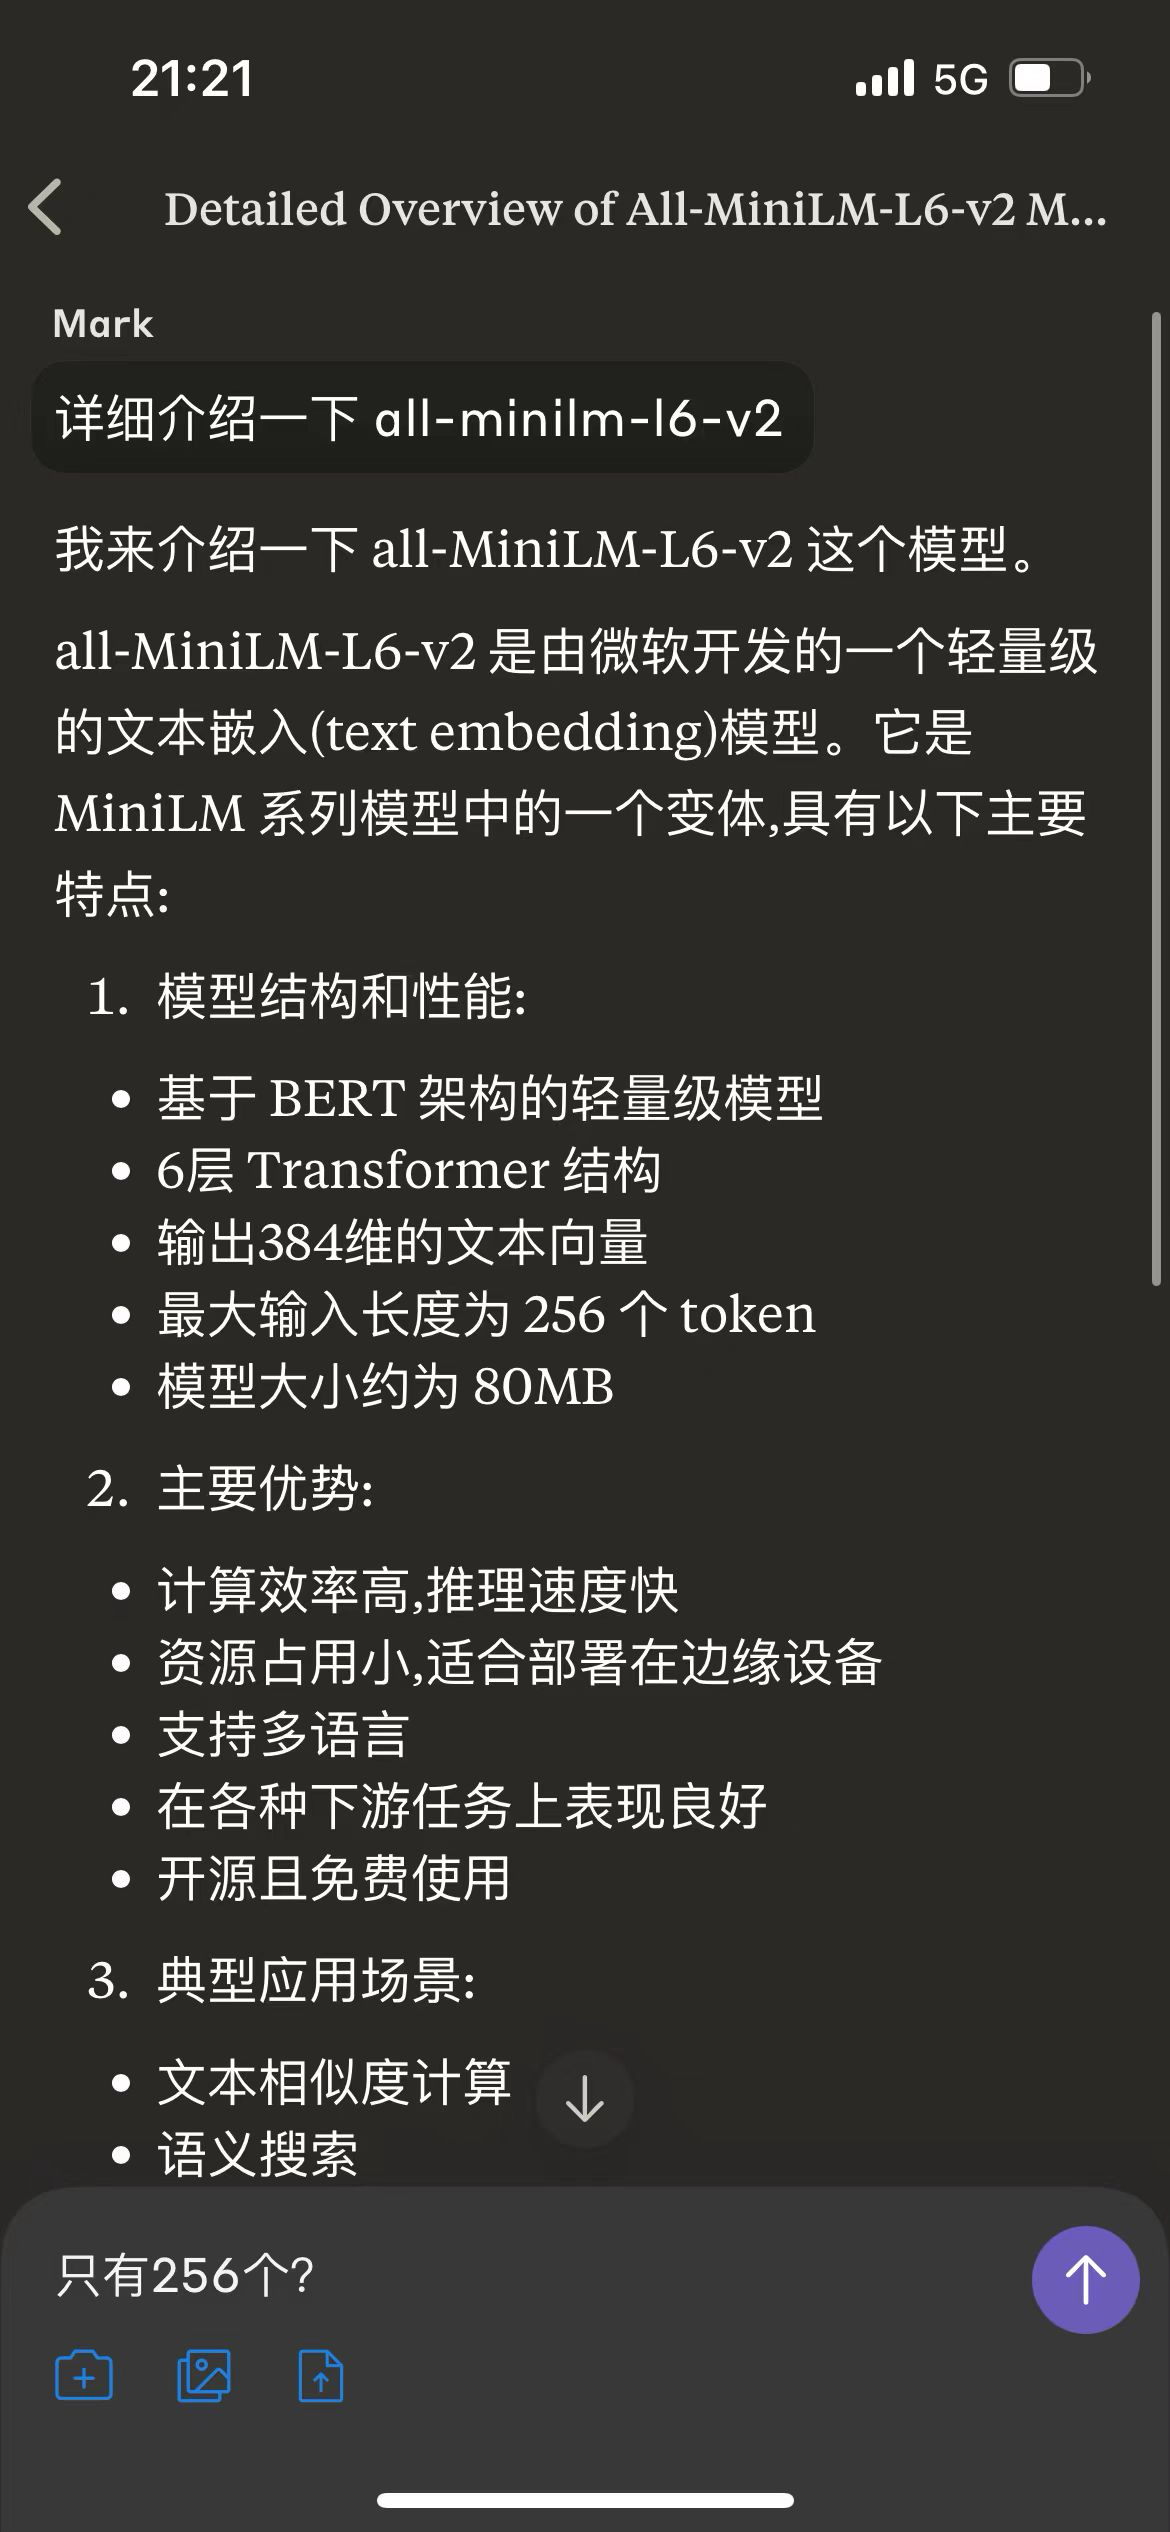 21:21
5G
Detailed Overview of All-MiniLM-L6-v2 M...
Mark
详细介绍一下 all-minilm-l6-v2
我来介绍一下 all-MiniLM-L6-v2 这个模型。
all-MiniLM-L6-v2 是由微软开发的一个轻量级
的文本嵌入(text embedding)模型。它是
MiniLM 系列模型中的一个变体,具有以下主要
特点:
1. 模型结构和性能:
• 基于 BERT 架构的轻量级模型
• 6层 Transformer 结构
• 输出384维的文本向量
• 最大输入长度为 256 个 token
• 模型大小约为 80MB
2. 主要优势:
• 计算效率高,推理速度快
• 资源占用小,适合部署在边缘设备
• 支持多语言
• 在各种下游任务上表现良好
• 开源且免费使用
3. 典型应用场景:
• 文本相似度计算
• 语义搜索
只有256个?